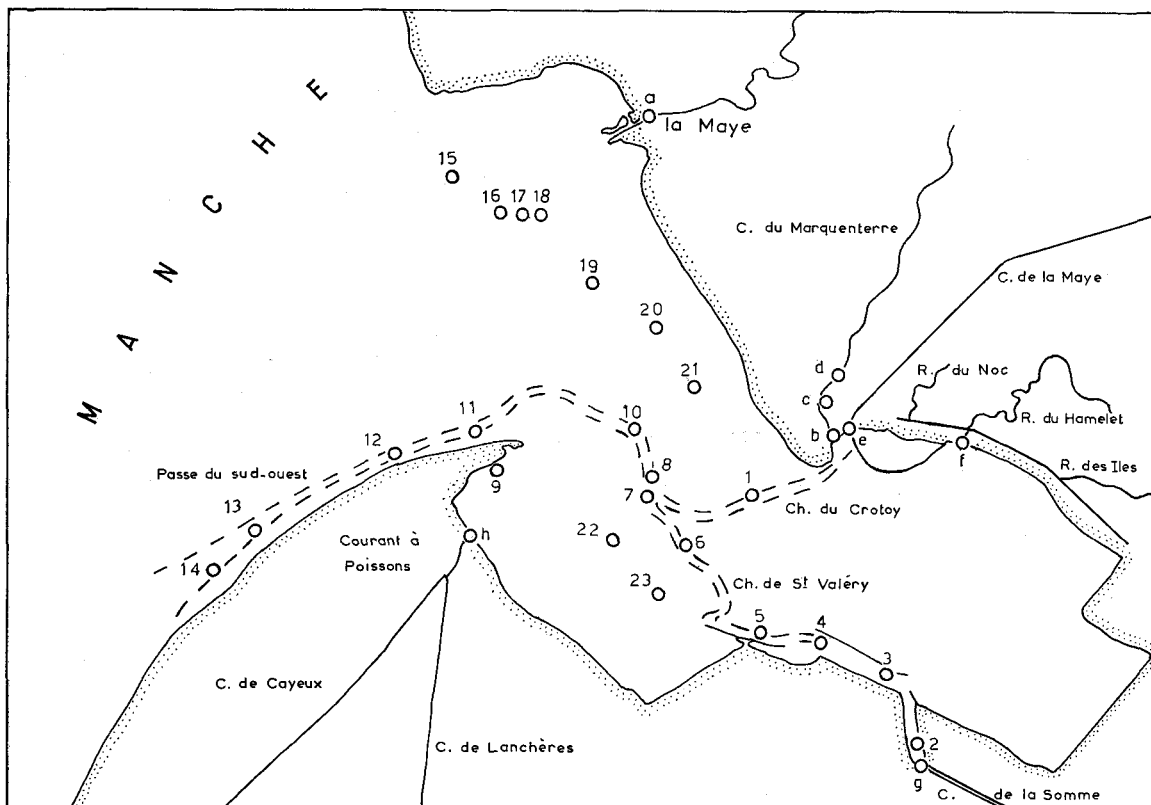 MANCHE
a
la Maye
15
16 17 18
C. du Marquenterre
C. de la Maye
19
20
21
d
c
R. du Noc
R. du Hamelet
b
e
f
R. des Iles
11
10
12
Passe du sud-ouest
9
8
7
1
Ch. du Crotoy
13
Courant à
Poissons
h
22
6
14
23
Ch. de St Valéry
5
4
3
C. de Cayeux
C. de Lanchères
2
g
C. de la Somme